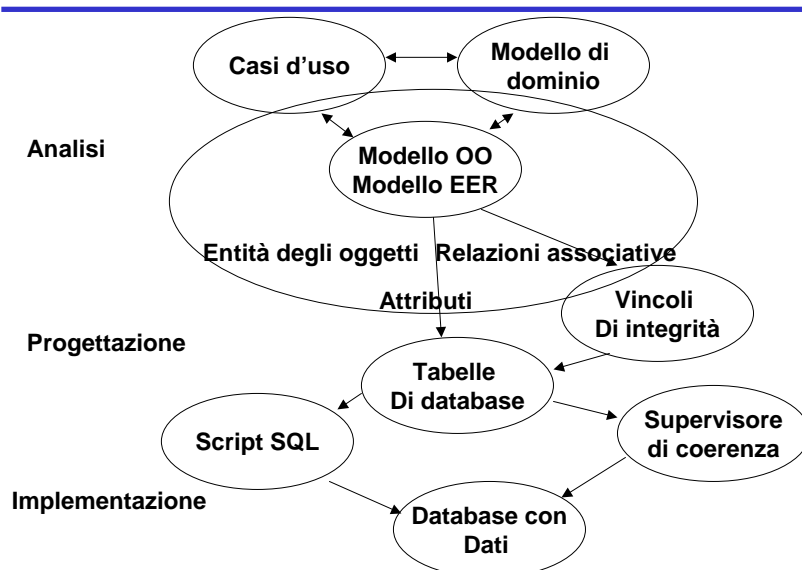 Casi d'uso
Modello di
dominio
Analisi
Modello OO
Modello EER
Entità degli oggetti
Relazioni associative
Attributi
Vincoli
Di integrità
Progettazione
Tabelle
Di database
Script SQL
Supervisore
di coerenza
Implementazione
Database con
Dati